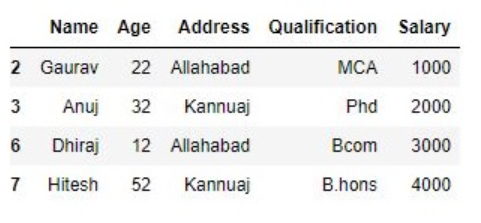 Name Age Address Qualification Salary
2 Gaurav 22 Allahabad MCA 1000
3 Anuj 32 Kannuaj Phd 2000
6 Dhiraj 12 Allahabad Bcom 3000
7 Hitesh 52 Kannuaj B.hons 4000